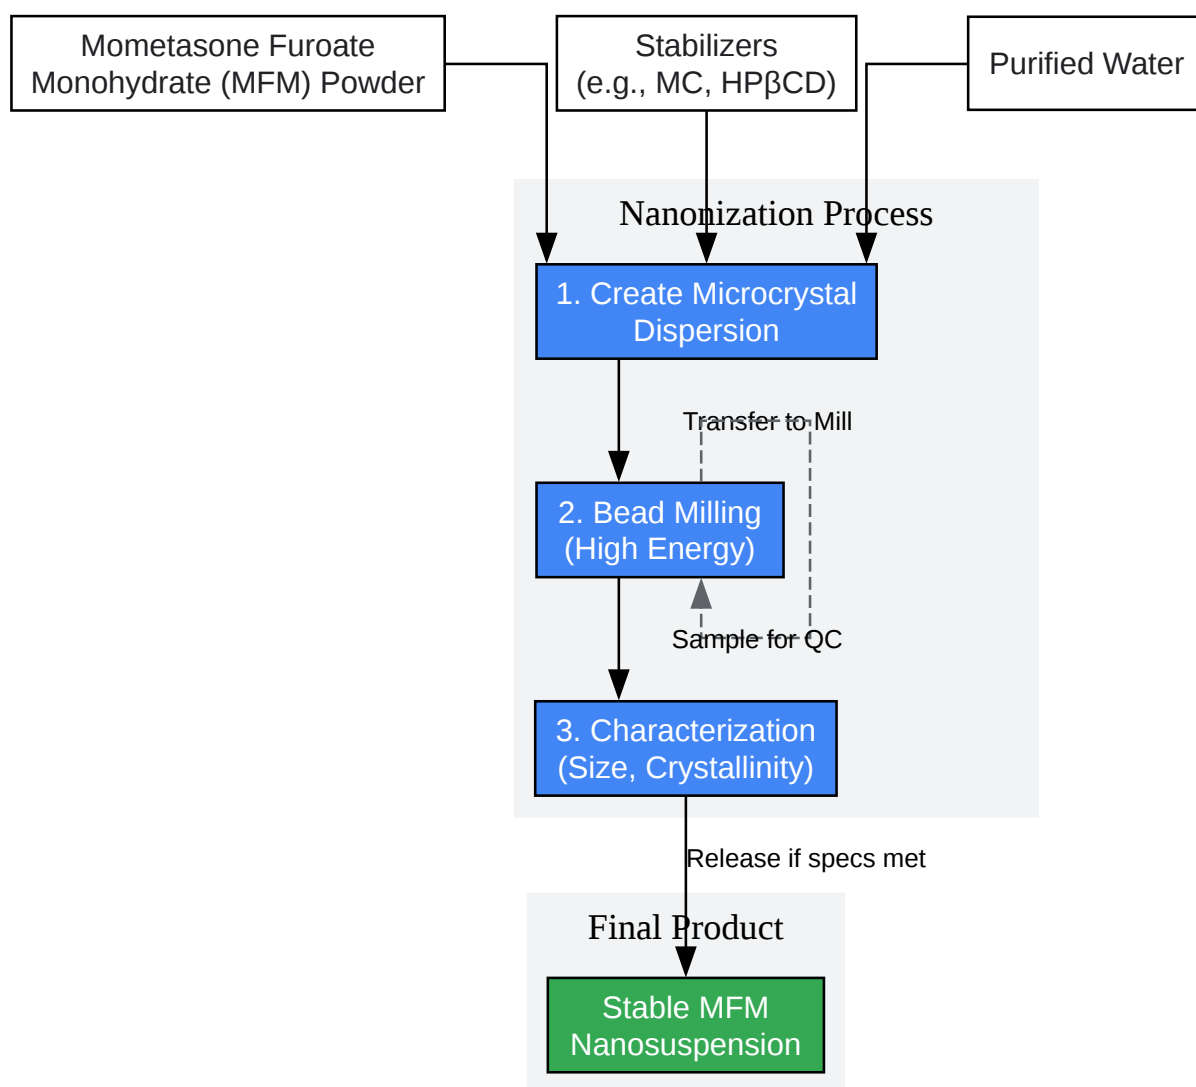 Mometasone Furoate
Monohydrate (MFM) Powder
Stabilizers
(e.g., MC, HPβCD)
Purified Water
Nanonization Process
1. Create Microcrystal
Dispersion
Transfer to Mill
2. Bead Milling
(High Energy)
Sample for QC
3. Characterization
(Size, Crystallinity)
Release if specs met
Final Product
Stable MFM
Nanosuspension